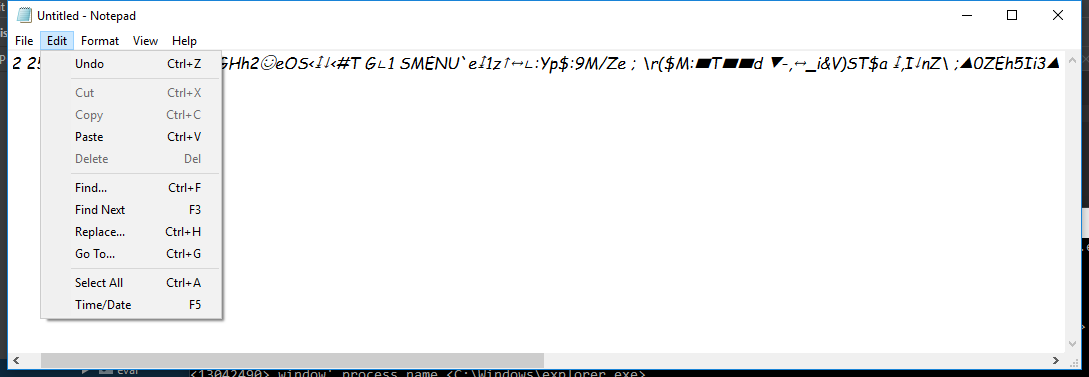 Untitled - Notepad
File Edit Format View Help
2 25 GHh2☺eOS<↨↓<#T G∟1 SMENU`e↨1z↑↔∟:Yp$:9M/Ze ; \r($M:■T■■d ▼-,↔_i&V)ST$a ↨,I↓nZ\ ;▲0ZEh5Ii3▲
Undo Ctrl+Z
Cut Ctrl+X
Copy Ctrl+C
Paste Ctrl+V
Delete Del
Find... Ctrl+F
Find Next F3
Replace... Ctrl+H
Go To... Ctrl+G
Select All Ctrl+A
Time/Date F5
eval
<13042490> window' process name <C:\Windows\explorer.exe>